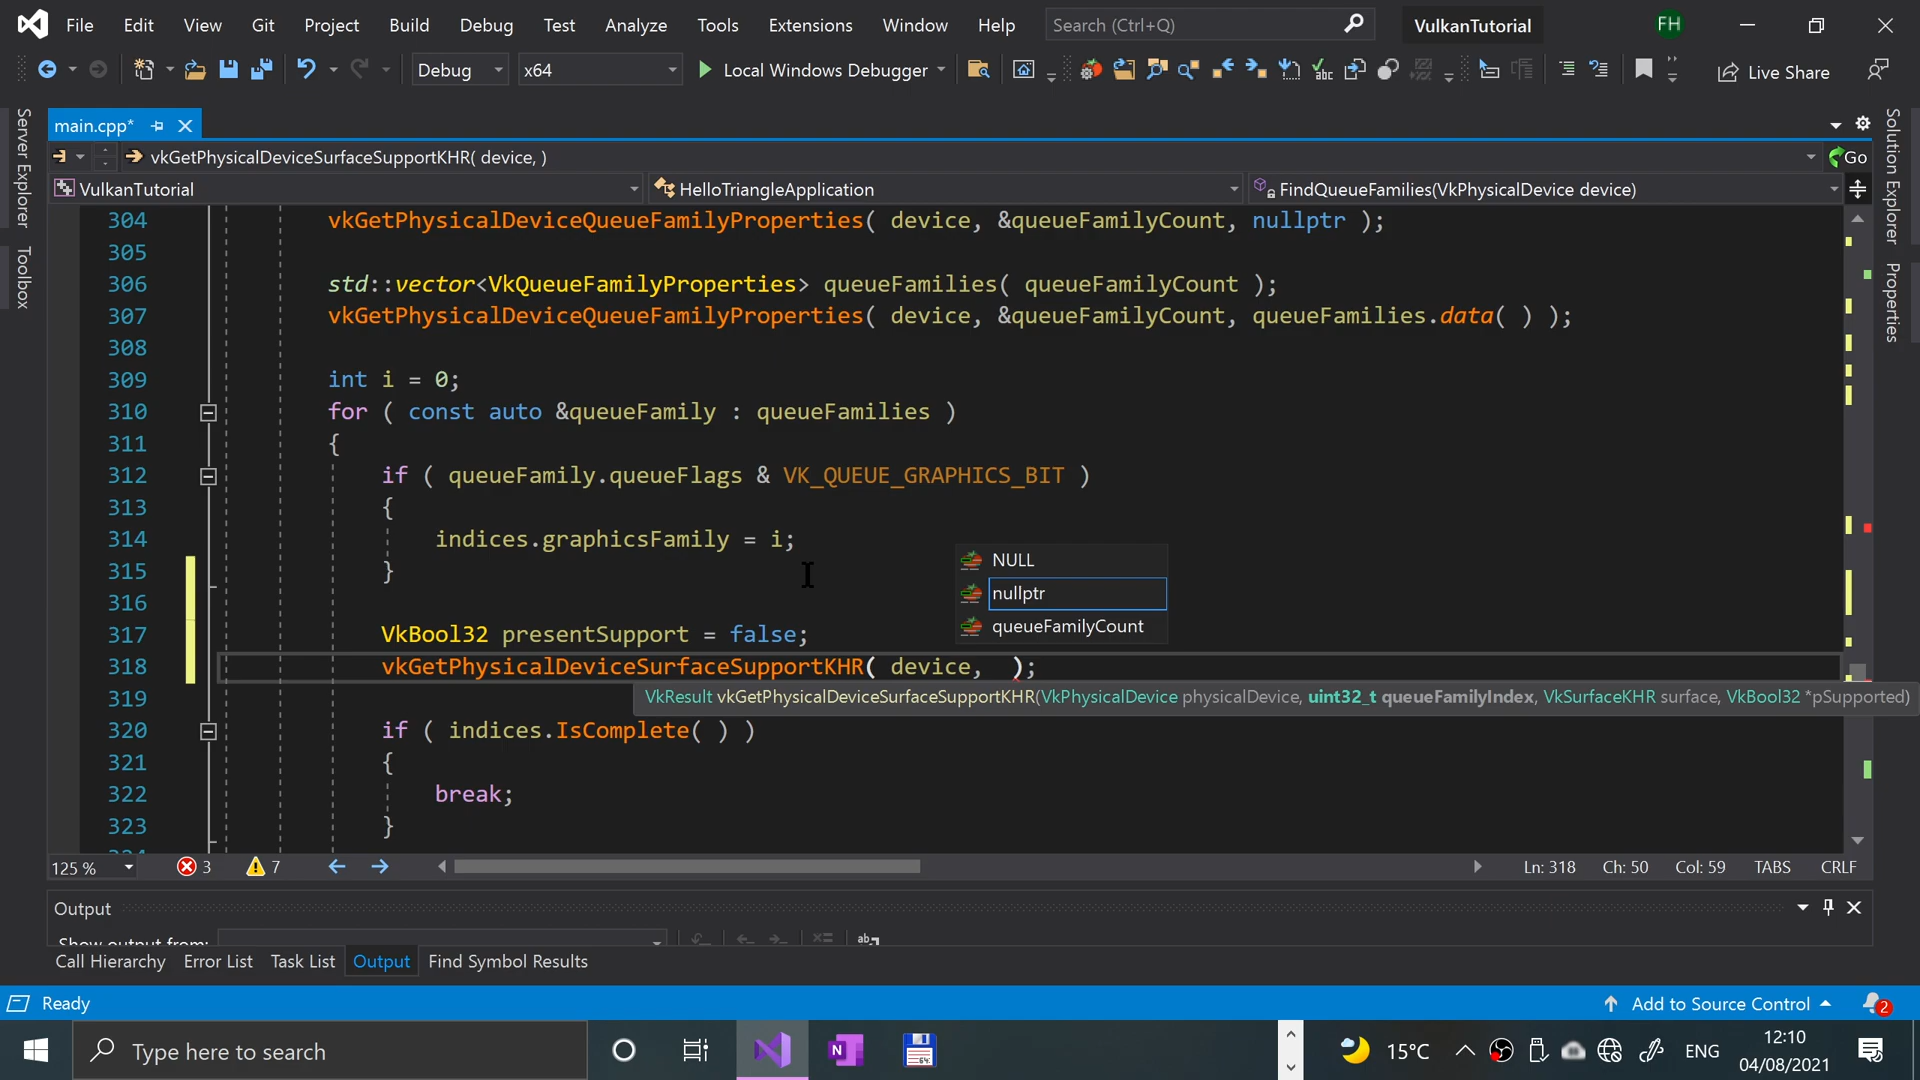 File Edit View Git Project Build Debug Test Analyze Tools Extensions Window Help Search (Ctrl+Q) VulkanTutorial FH
Debug x64 Local Windows Debugger Live Share
Server Explorer
Toolbox
main.cpp*
vkGetPhysicalDeviceSurfaceSupportKHR( device, ) Go
VulkanTutorial HelloTriangleApplication FindQueueFamilies(VkPhysicalDevice device)
304 vkGetPhysicalDeviceQueueFamilyProperties( device, &queueFamilyCount, nullptr );
305
306 std::vector<VkQueueFamilyProperties> queueFamilies( queueFamilyCount );
307 vkGetPhysicalDeviceQueueFamilyProperties( device, &queueFamilyCount, queueFamilies.data( ) );
308
309 int i = 0;
310 for ( const auto &queueFamily : queueFamilies )
311 {
312 if ( queueFamily.queueFlags & VK_QUEUE_GRAPHICS_BIT )
313 {
314 indices.graphicsFamily = i;
315 }
316
317 VkBool32 presentSupport = false;
318 vkGetPhysicalDeviceSurfaceSupportKHR( device, );
319
320 if ( indices.IsComplete( ) )
321 {
322 break;
323 }
NULL
nullptr
queueFamilyCount
VkResult vkGetPhysicalDeviceSurfaceSupportKHR(VkPhysicalDevice physicalDevice, uint32_t queueFamilyIndex, VkSurfaceKHR surface, VkBool32 *pSupported)
Solution Explorer
Properties
125 % 3 7 Ln: 318 Ch: 50 Col: 59 TABS CRLF
Output
Show output from:
Call Hierarchy Error List Task List Output Find Symbol Results
Ready Add to Source Control 2
Type here to search N 64 15°C ENG 12:10
04/08/2021